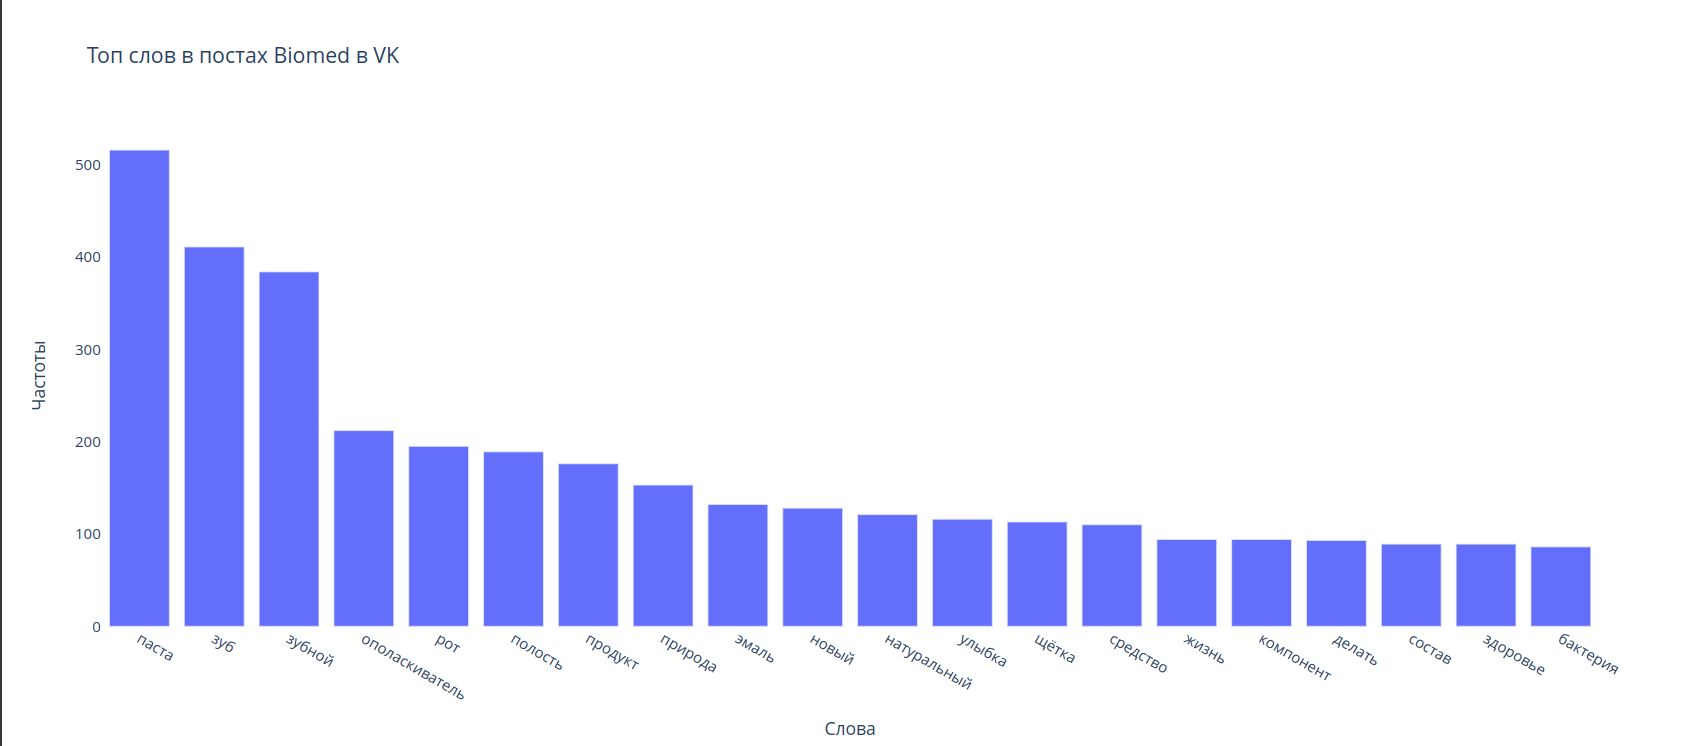 Топ слов в постах Biomed в VK
500
400
300
200
100
0
Частоты
паста
зуб
зубной
ополаскиватель
рот
полость
продукт
природа
эмаль
новый
натуральный
улыбка
щётка
средство
жизнь
компонент
делать
состав
здоровье
бактерия
Слова